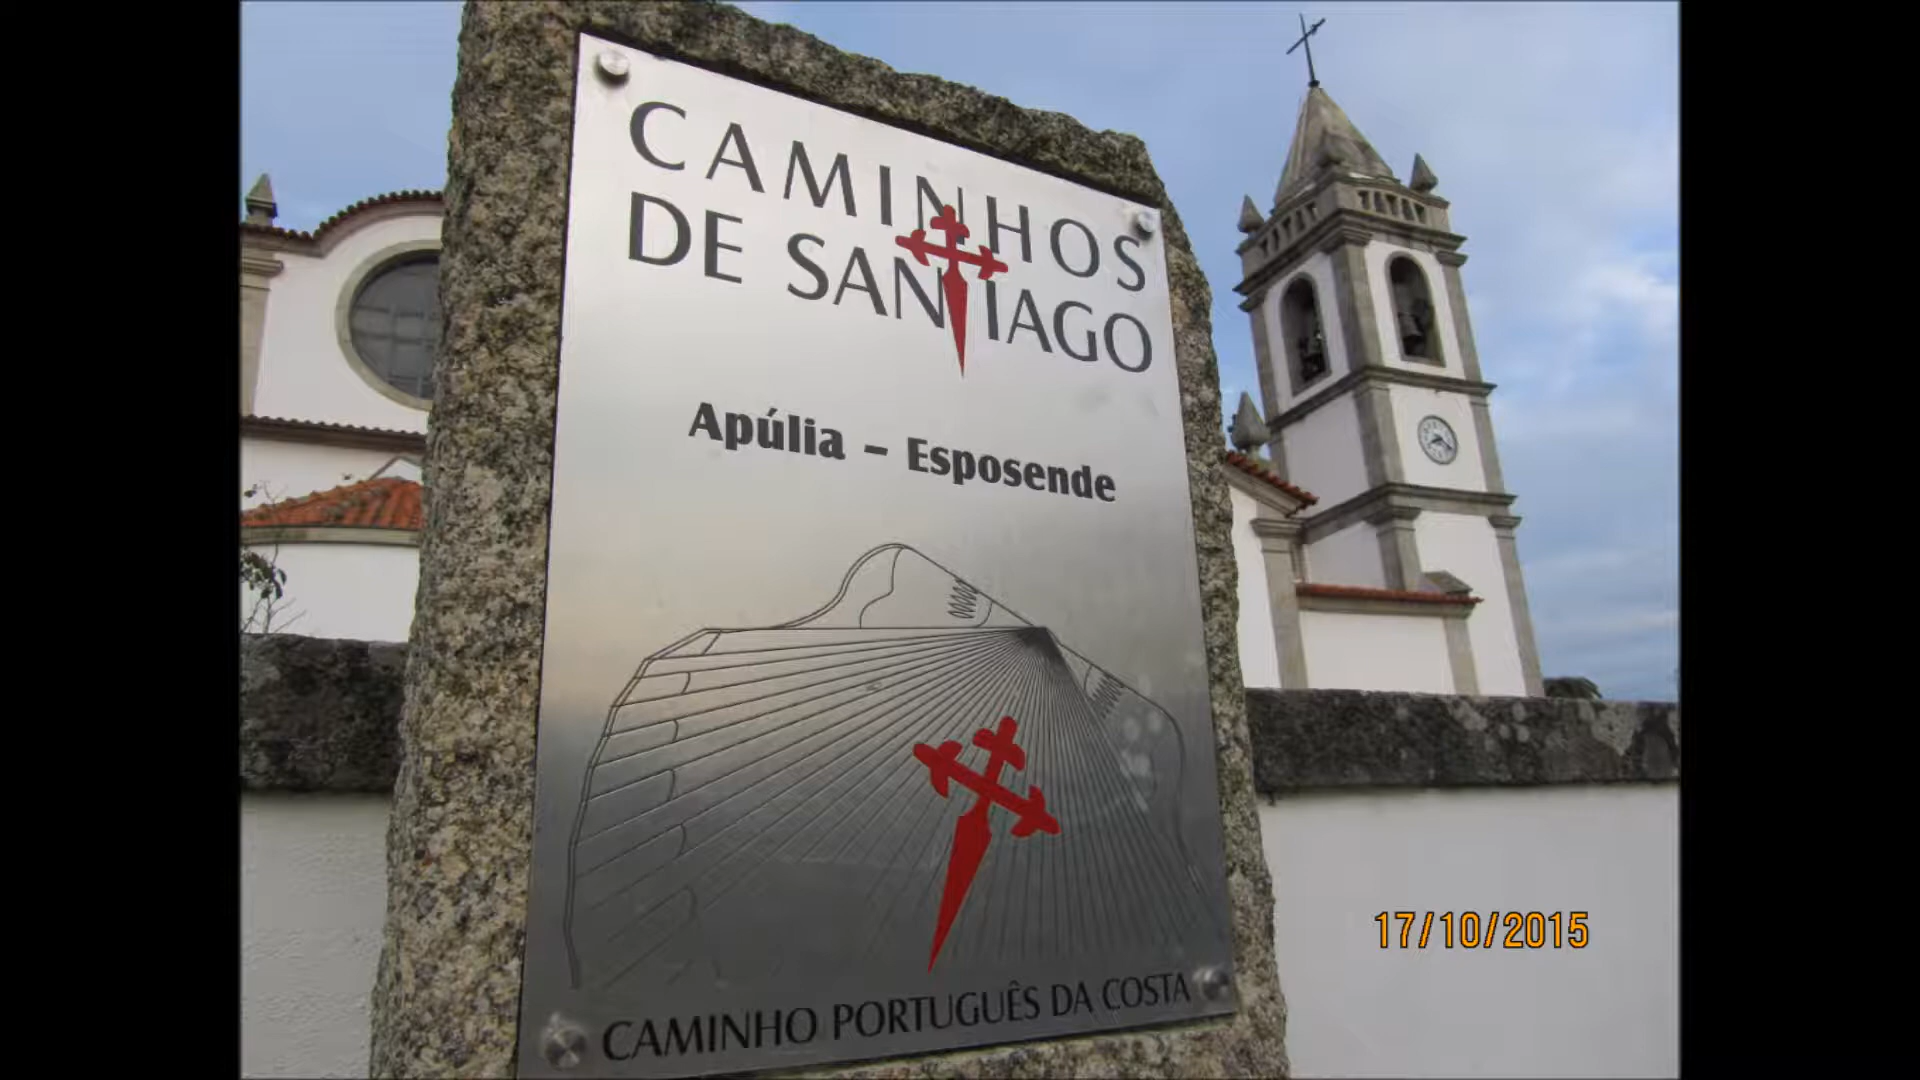 CAMINHOS
DE SANTIAGO
Apúlia – Esposende
CAMINHO PORTUGUÊS DA COSTA
17/10/2015